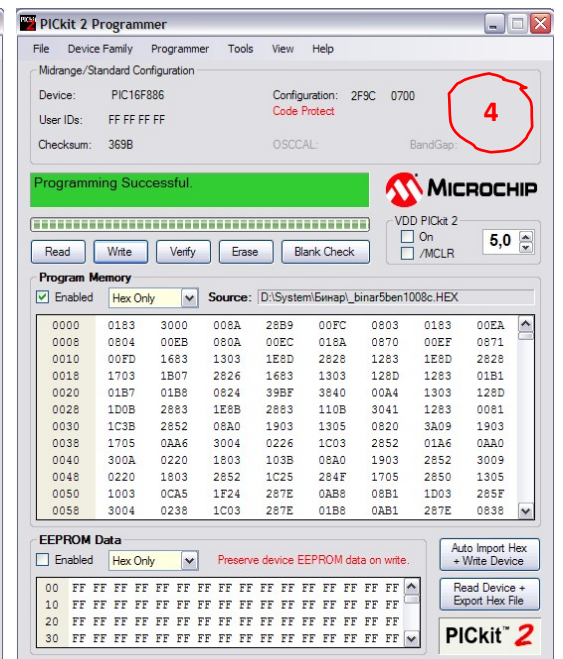 PICkit 2 Programmer
File Device Family Programmer Tools View Help
Midrange/Standard Configuration
Device: PIC16F886 Configuration: 2F9C 0700
User IDs: FF FF FF FF Code Protect
Checksum: 369B OSCCAL: BandGap:
4
Programming Successful.
MICROCHIP
VDD PICkit 2
On
/MCLR
5,0
Read Write Verify Erase Blank Check
Program Memory
Enabled Hex Only Source: D:\System\Бинар\_binar5ben1008c.HEX
0000 0183 3000 008A 28B9 00FC 0803 0183 00EA
0008 0804 00EB 080A 00EC 018A 0870 00EF 0871
0010 00FD 1683 1303 1E8D 2828 1283 1E8D 2828
0018 1703 1B07 2826 1683 1303 128D 1283 01B1
0020 01B7 01B8 0824 39BF 3840 00A4 1303 128D
0028 1D0B 2883 1E8B 2883 110B 3041 1283 0081
0030 1C3B 2852 08A0 1903 1305 0820 3A09 1903
0038 1705 0AA6 3004 0226 1C03 2852 01A6 0AA0
0040 300A 0220 1803 103B 08A0 1903 2852 3009
0048 0220 1803 2852 1C25 284F 1705 2850 1305
0050 1003 0CA5 1F24 287E 0AB8 08B1 1D03 285F
0058 3004 0238 1C03 287E 01B8 0AB1 287E 0838
EEPROM Data
Enabled Hex Only Preserve device EEPROM data on write.
00 FF FF FF FF FF FF FF FF FF FF FF FF FF FF FF FF
10 FF FF FF FF FF FF FF FF FF FF FF FF FF FF FF FF
20 FF FF FF FF FF FF FF FF FF FF FF FF FF FF FF FF
30 FF FF FF FF FF FF FF FF FF FF FF FF FF FF FF FF
Auto Import Hex
+ Write Device
Read Device +
Export Hex File
PICkit™ 2